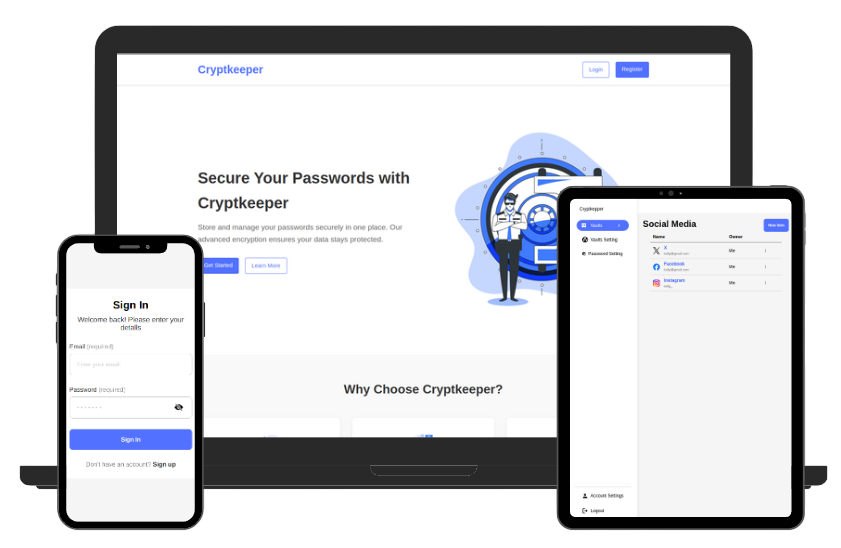 Cryptkeeper
Login
Register
Secure Your Passwords with
Cryptkeeper
Store and manage your passwords securely in one place. Our
advanced encryption ensures your data stays protected.
Get Started
Learn More
Why Choose Cryptkeeper?
Sign In
Welcome back! Please enter your
details
Email (required)
Enter your email
Password (required)
Sign in
Don't have an account? Sign up
Cryptkeeper
Vaults
Vaults Setting
Password Setting
Account Settings
Logout
Social Media
New Item
Name Owner
X
Me
Facebook
Me
Instagram
Me